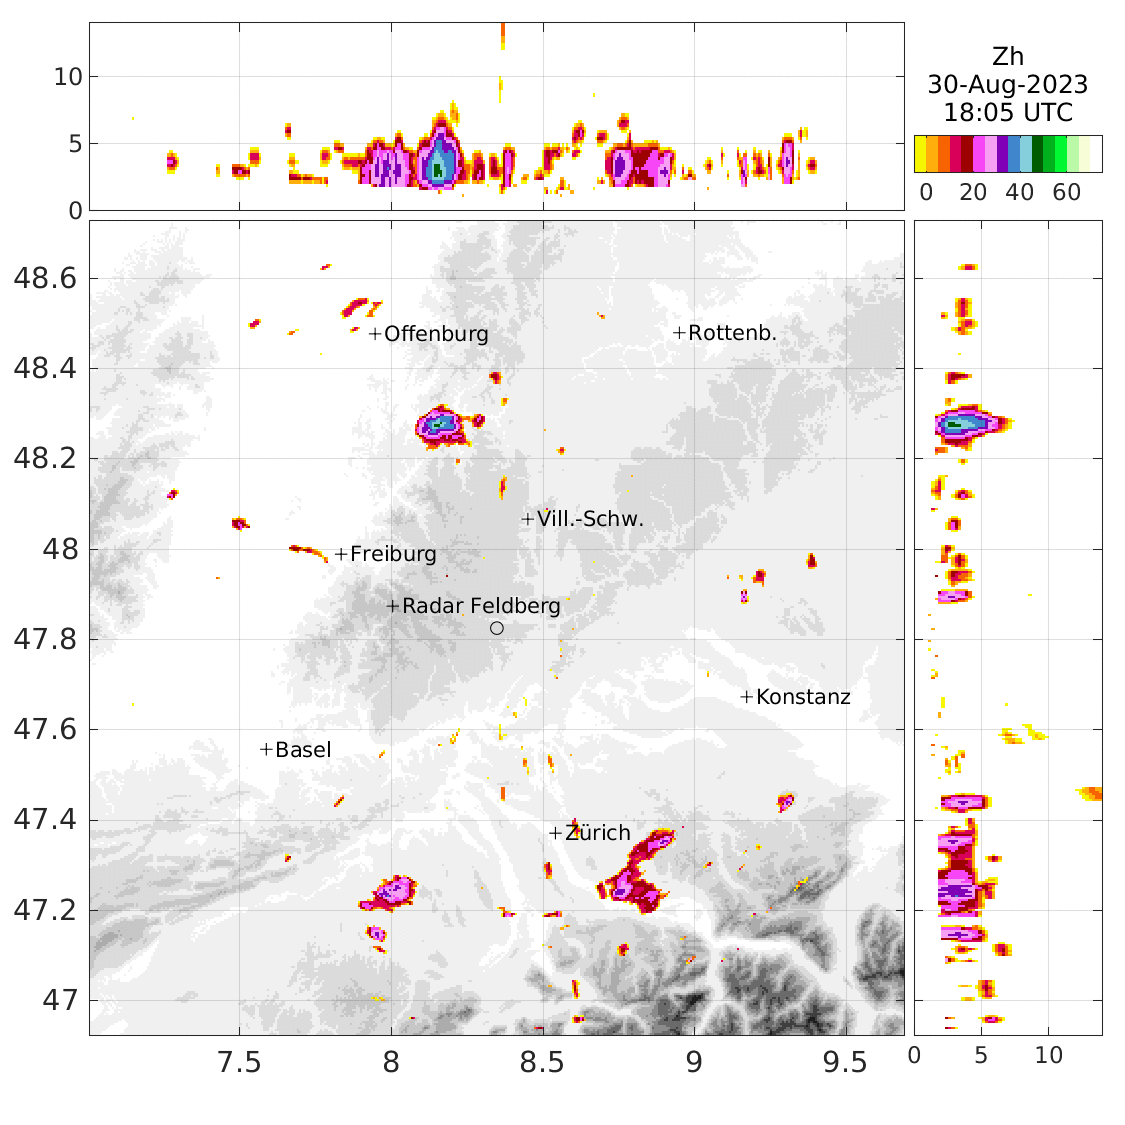 10
5
0
Zh
30-Aug-2023
18:05 UTC
0 20 40 60
48.6
48.4
48.2
48
47.8
47.6
47.4
47.2
47
+Offenburg
+Rottenb.
+Vill.-Schw.
+Freiburg
+Radar Feldberg
+Konstanz
+Basel
+Zürich
7.5 8 8.5 9 9.5
0 5 10